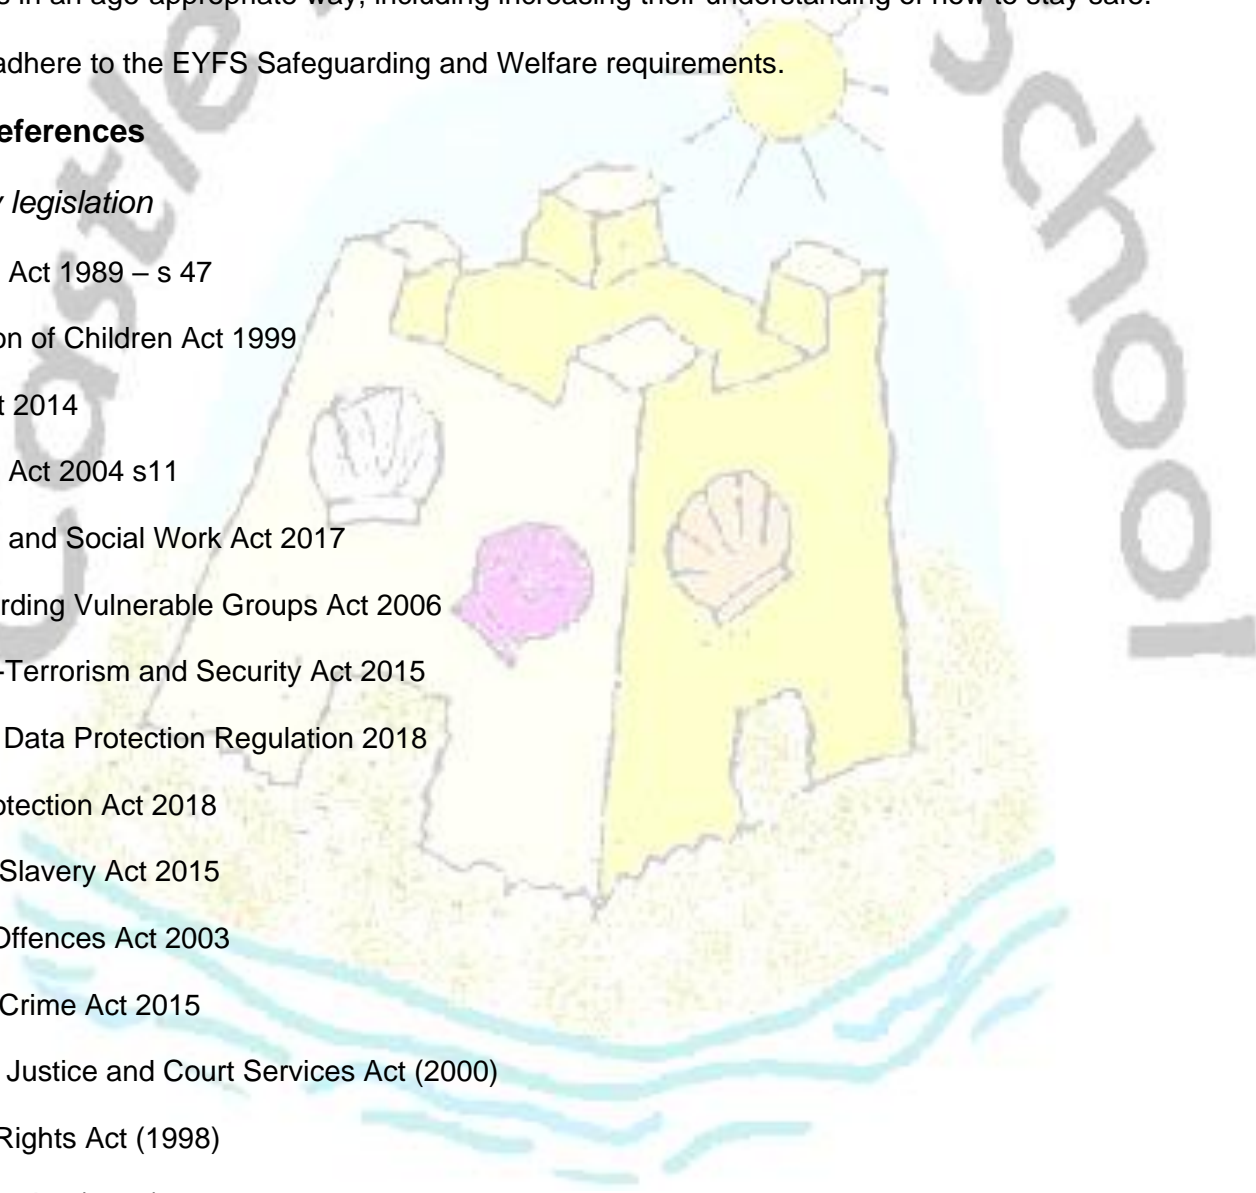 s in an age-appropriate way, including increasing their understanding of how to stay safe.
adhere to the EYFS Safeguarding and Welfare requirements.
eferences
y legislation
Act 1989 – s 47
on of Children Act 1999
t 2014
Act 2004 s11
and Social Work Act 2017
rding Vulnerable Groups Act 2006
-Terrorism and Security Act 2015
Data Protection Regulation 2018
otection Act 2018
Slavery Act 2015
Offences Act 2003
Crime Act 2015
Justice and Court Services Act (2000)
Rights Act (1998)
Castle
School